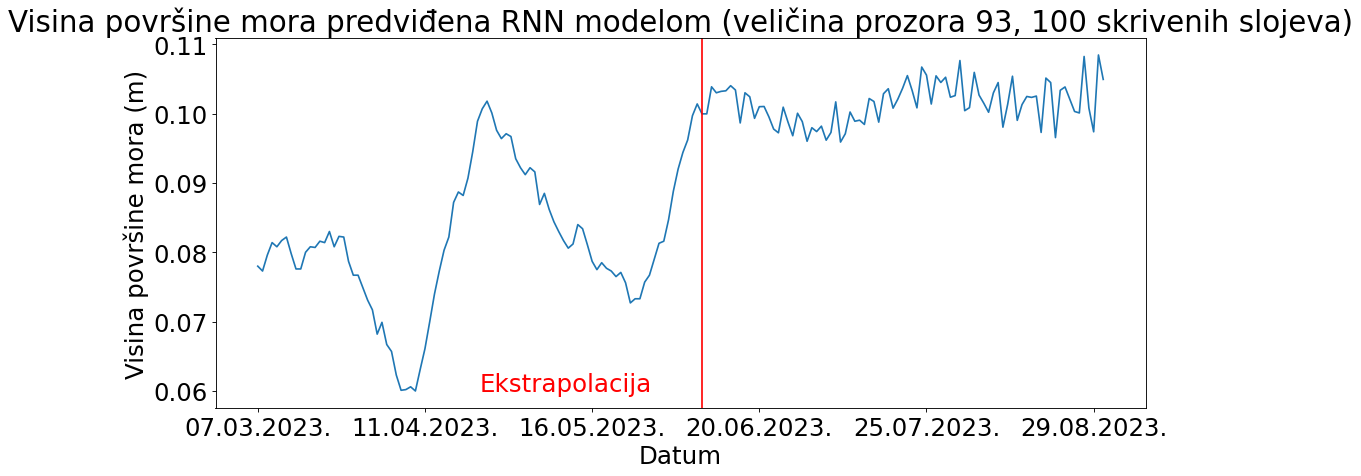 Visina površine mora predviđena RNN modelom (veličina prozora 93, 100 skrivenih slojeva)
Visina površine mora (m)
0.11
0.10
0.09
0.08
0.07
0.06
Ekstrapolacija
07.03.2023. 11.04.2023. 16.05.2023. 20.06.2023. 25.07.2023. 29.08.2023.
Datum